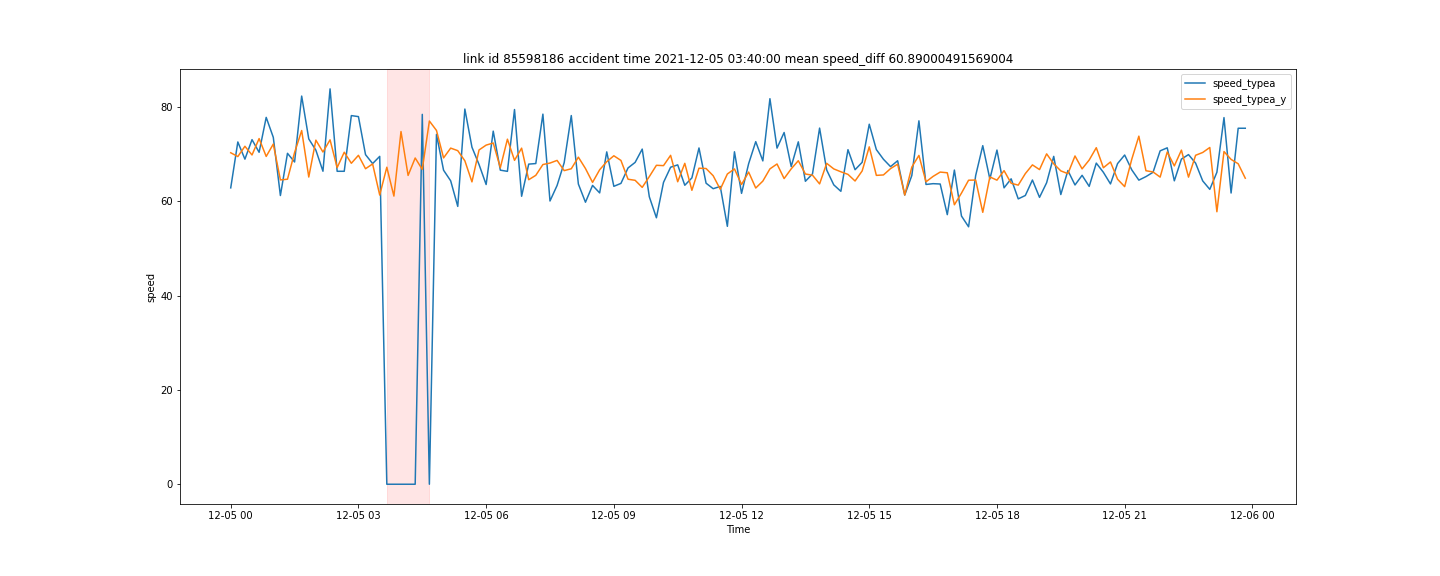 link id 85598186 accident time 2021-12-05 03:40:00 mean speed_diff 60.89000491569004
speed_typea
speed_typea_y
80
60
40
20
0
speed
12-05 00 12-05 03 12-05 06 12-05 09 12-05 12 12-05 15 12-05 18 12-05 21 12-06 00
Time